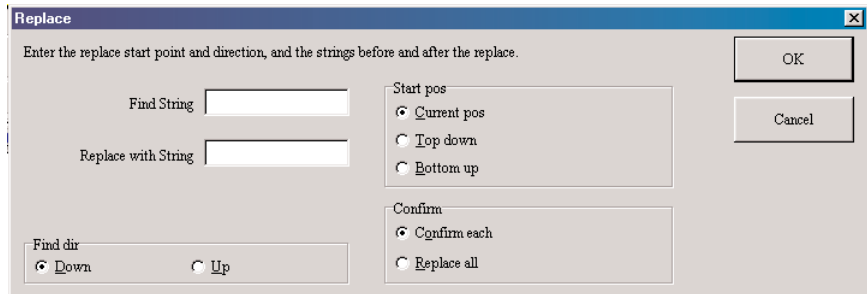 Replace
Enter the replace start point and direction, and the strings before and after the replace.
OK
Find String
Start pos
Current pos
Cancel
Replace with String
Top down
Bottom up
Confirm
Confirm each
Find dir
Down
Up
Replace all